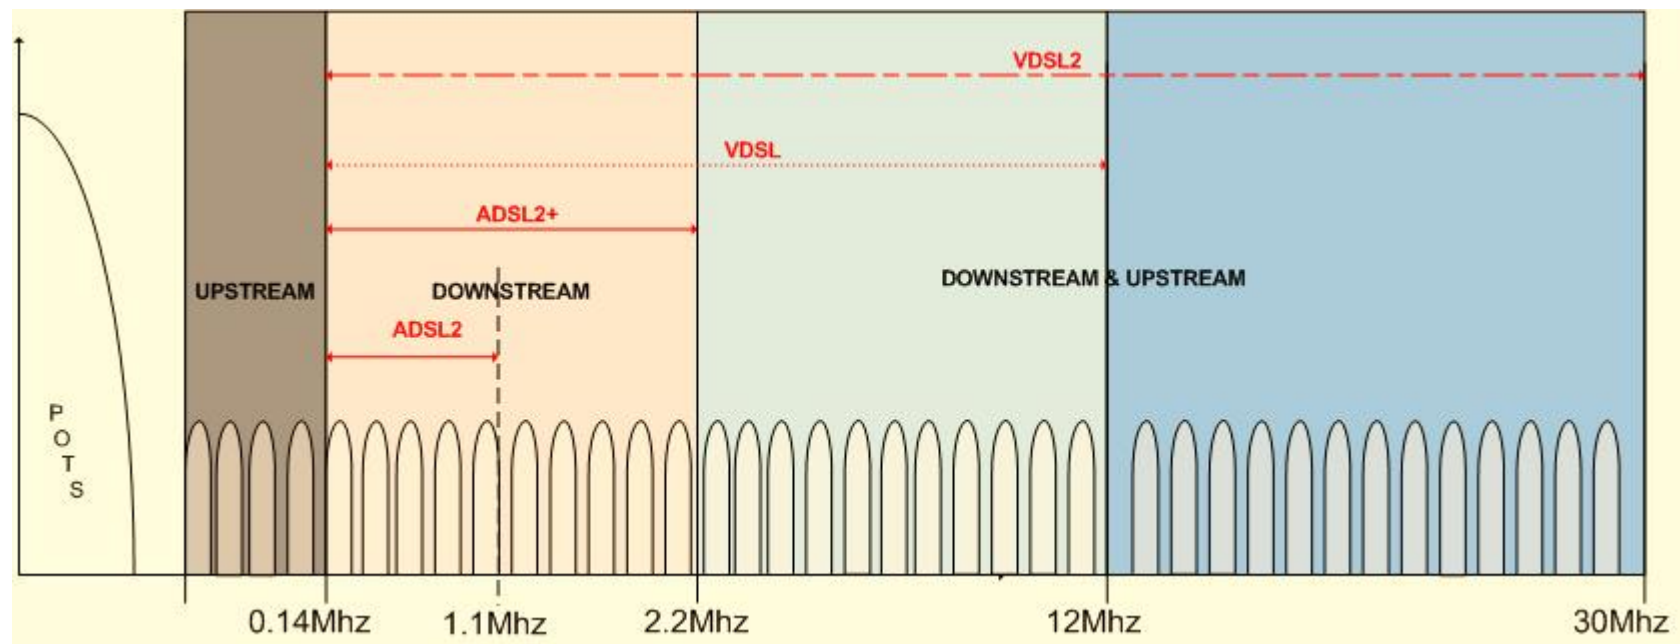 VDSL2
VDSL
ADSL2+
UPSTREAM
DOWNSTREAM
DOWNSTREAM & UPSTREAM
ADSL2
P
O
T
S
0.14Mhz
1.1Mhz
2.2Mhz
12Mhz
30Mhz